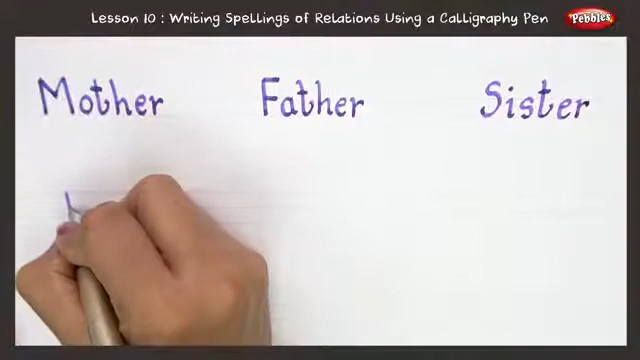 Lesson 10 : Writing Spellings of Relations Using a Calligraphy Pen
Pebbles
Mother Father Sister